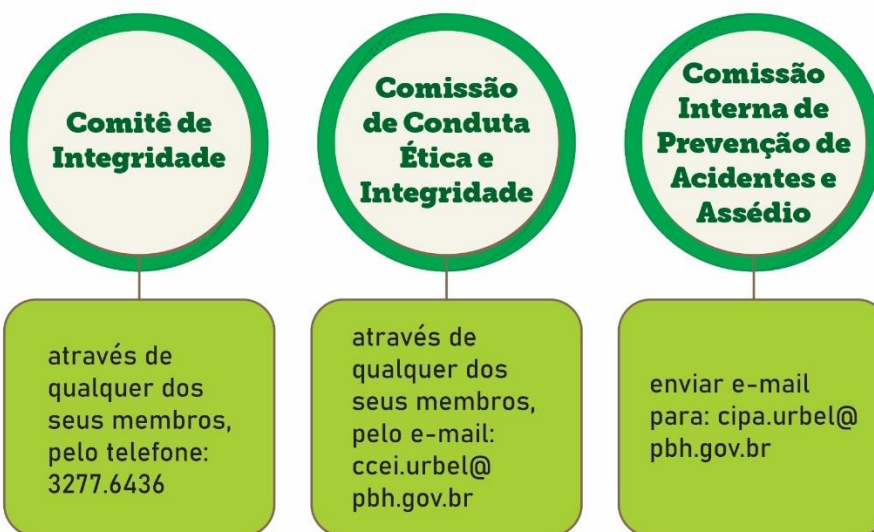 Comitê de
Integridade
Comissão
de Conduta
Ética e
Integridade
Comissão
Interna de
Prevenção de
Acidentes e
Assédio
através de
qualquer dos
seus membros,
pelo telefone:
3277.6436
através de
qualquer dos
seus membros,
pelo e-mail:
ccei.urbel@
pbh.gov.br
enviar e-mail
para: cipa.urbel@
pbh.gov.br